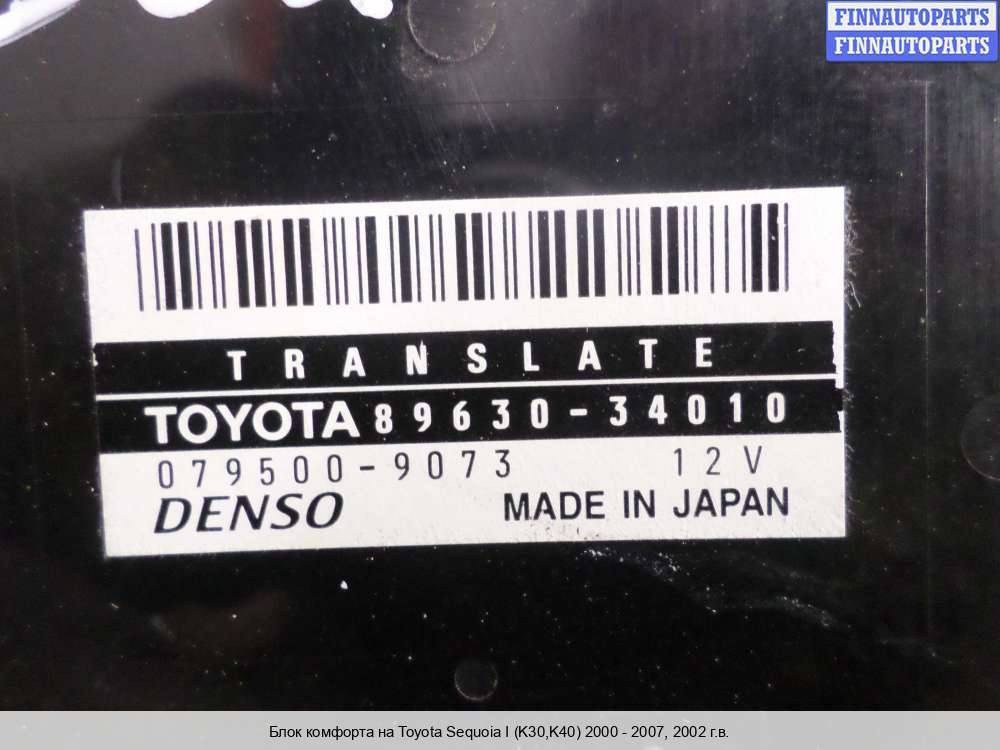 FINNAUTOPARTS
FINNAUTOPARTS
TRANSLATE
TOYOTA 89630-34010
079500-9073 12V
DENSO MADE IN JAPAN
Блок комфорта на Toyota Sequoia I (K30,K40) 2000 - 2007, 2002 г.в.